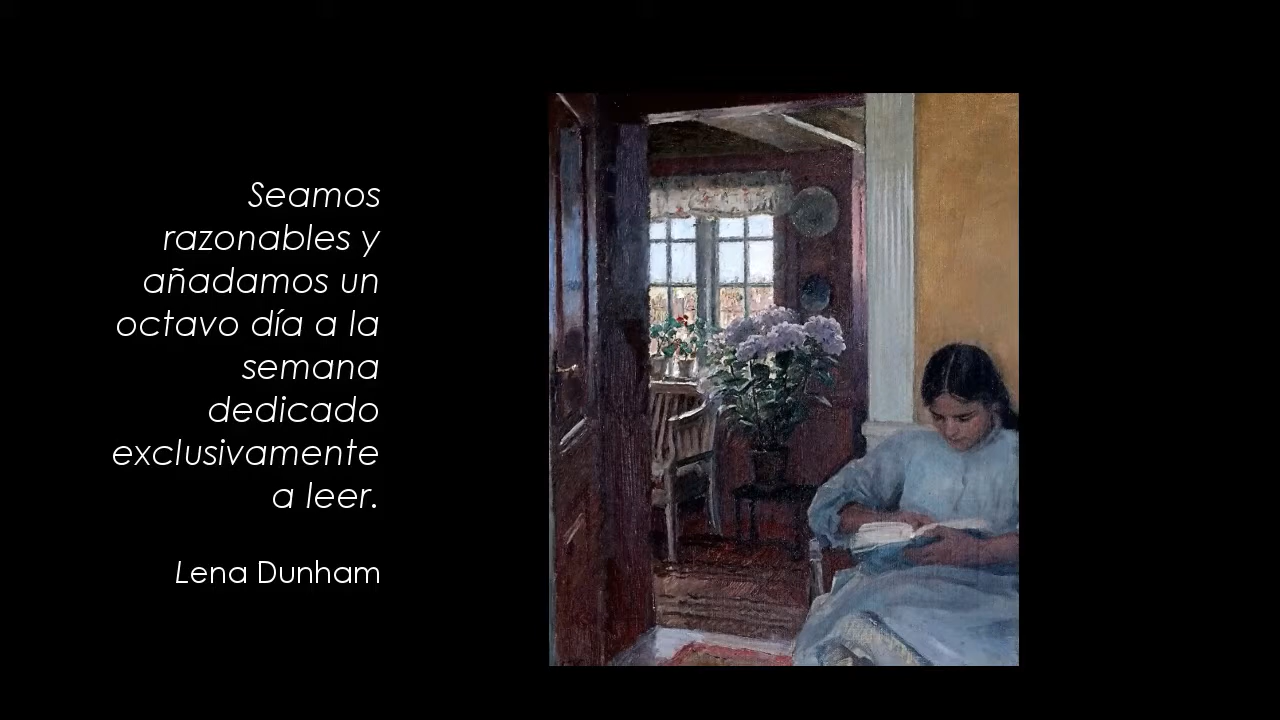 Seamos
razonables y
añadamos un
octavo día a la
semana
dedicado
exclusivamente
a leer.
Lena Dunham